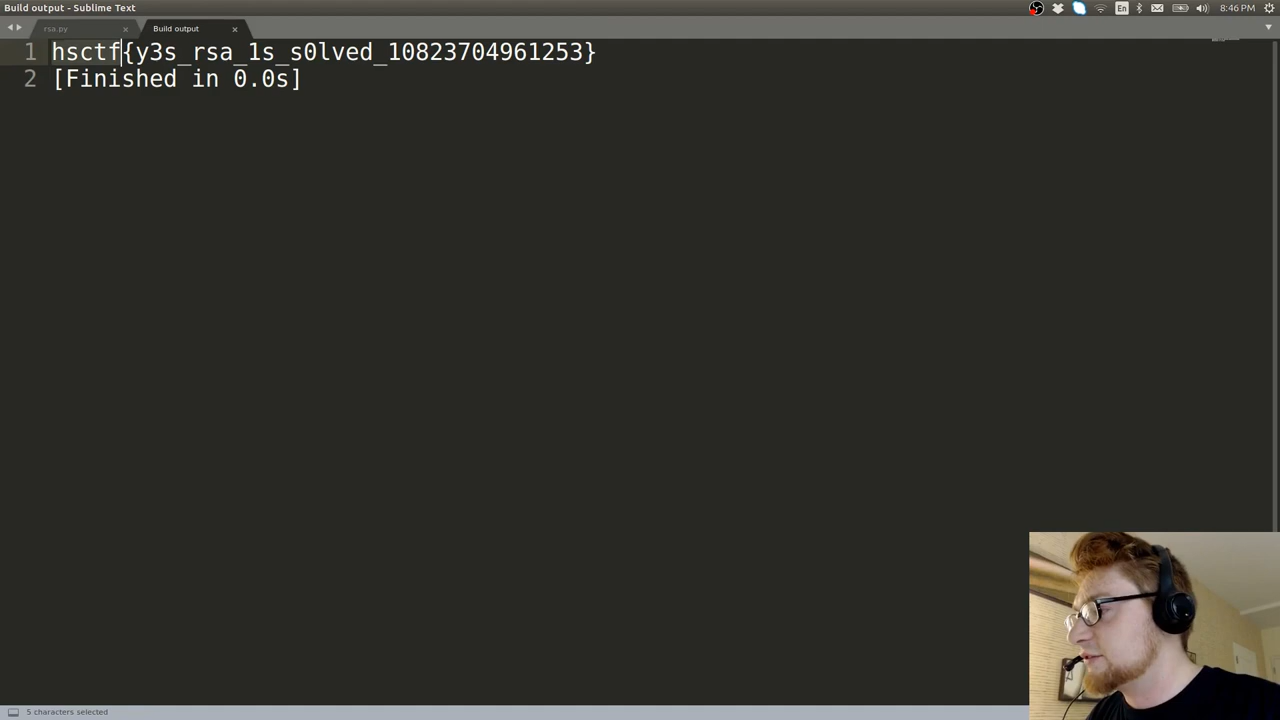 Build output - Sublime Text
En
8:46 PM
rsa.py
Build output
1 hsctf{y3s_rsa_1s_s0lved_10823704961253}
2 [Finished in 0.0s]
5 characters selected